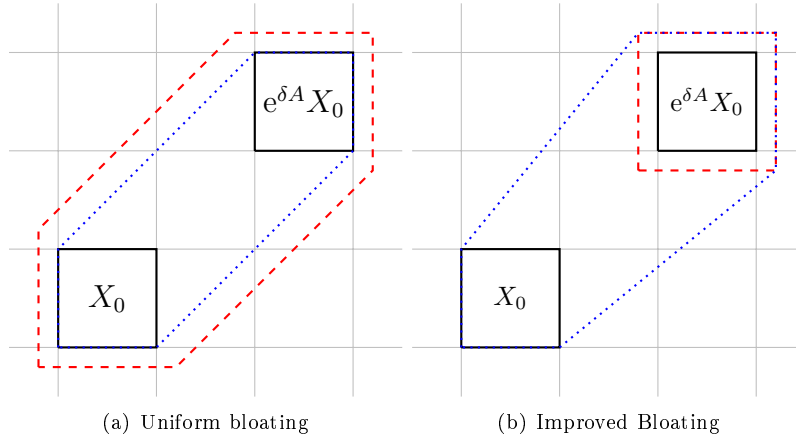 e^{δA}X_0
e^{δA}X_0
X_0
X_0
(a) Uniform bloating
(b) Improved Bloating